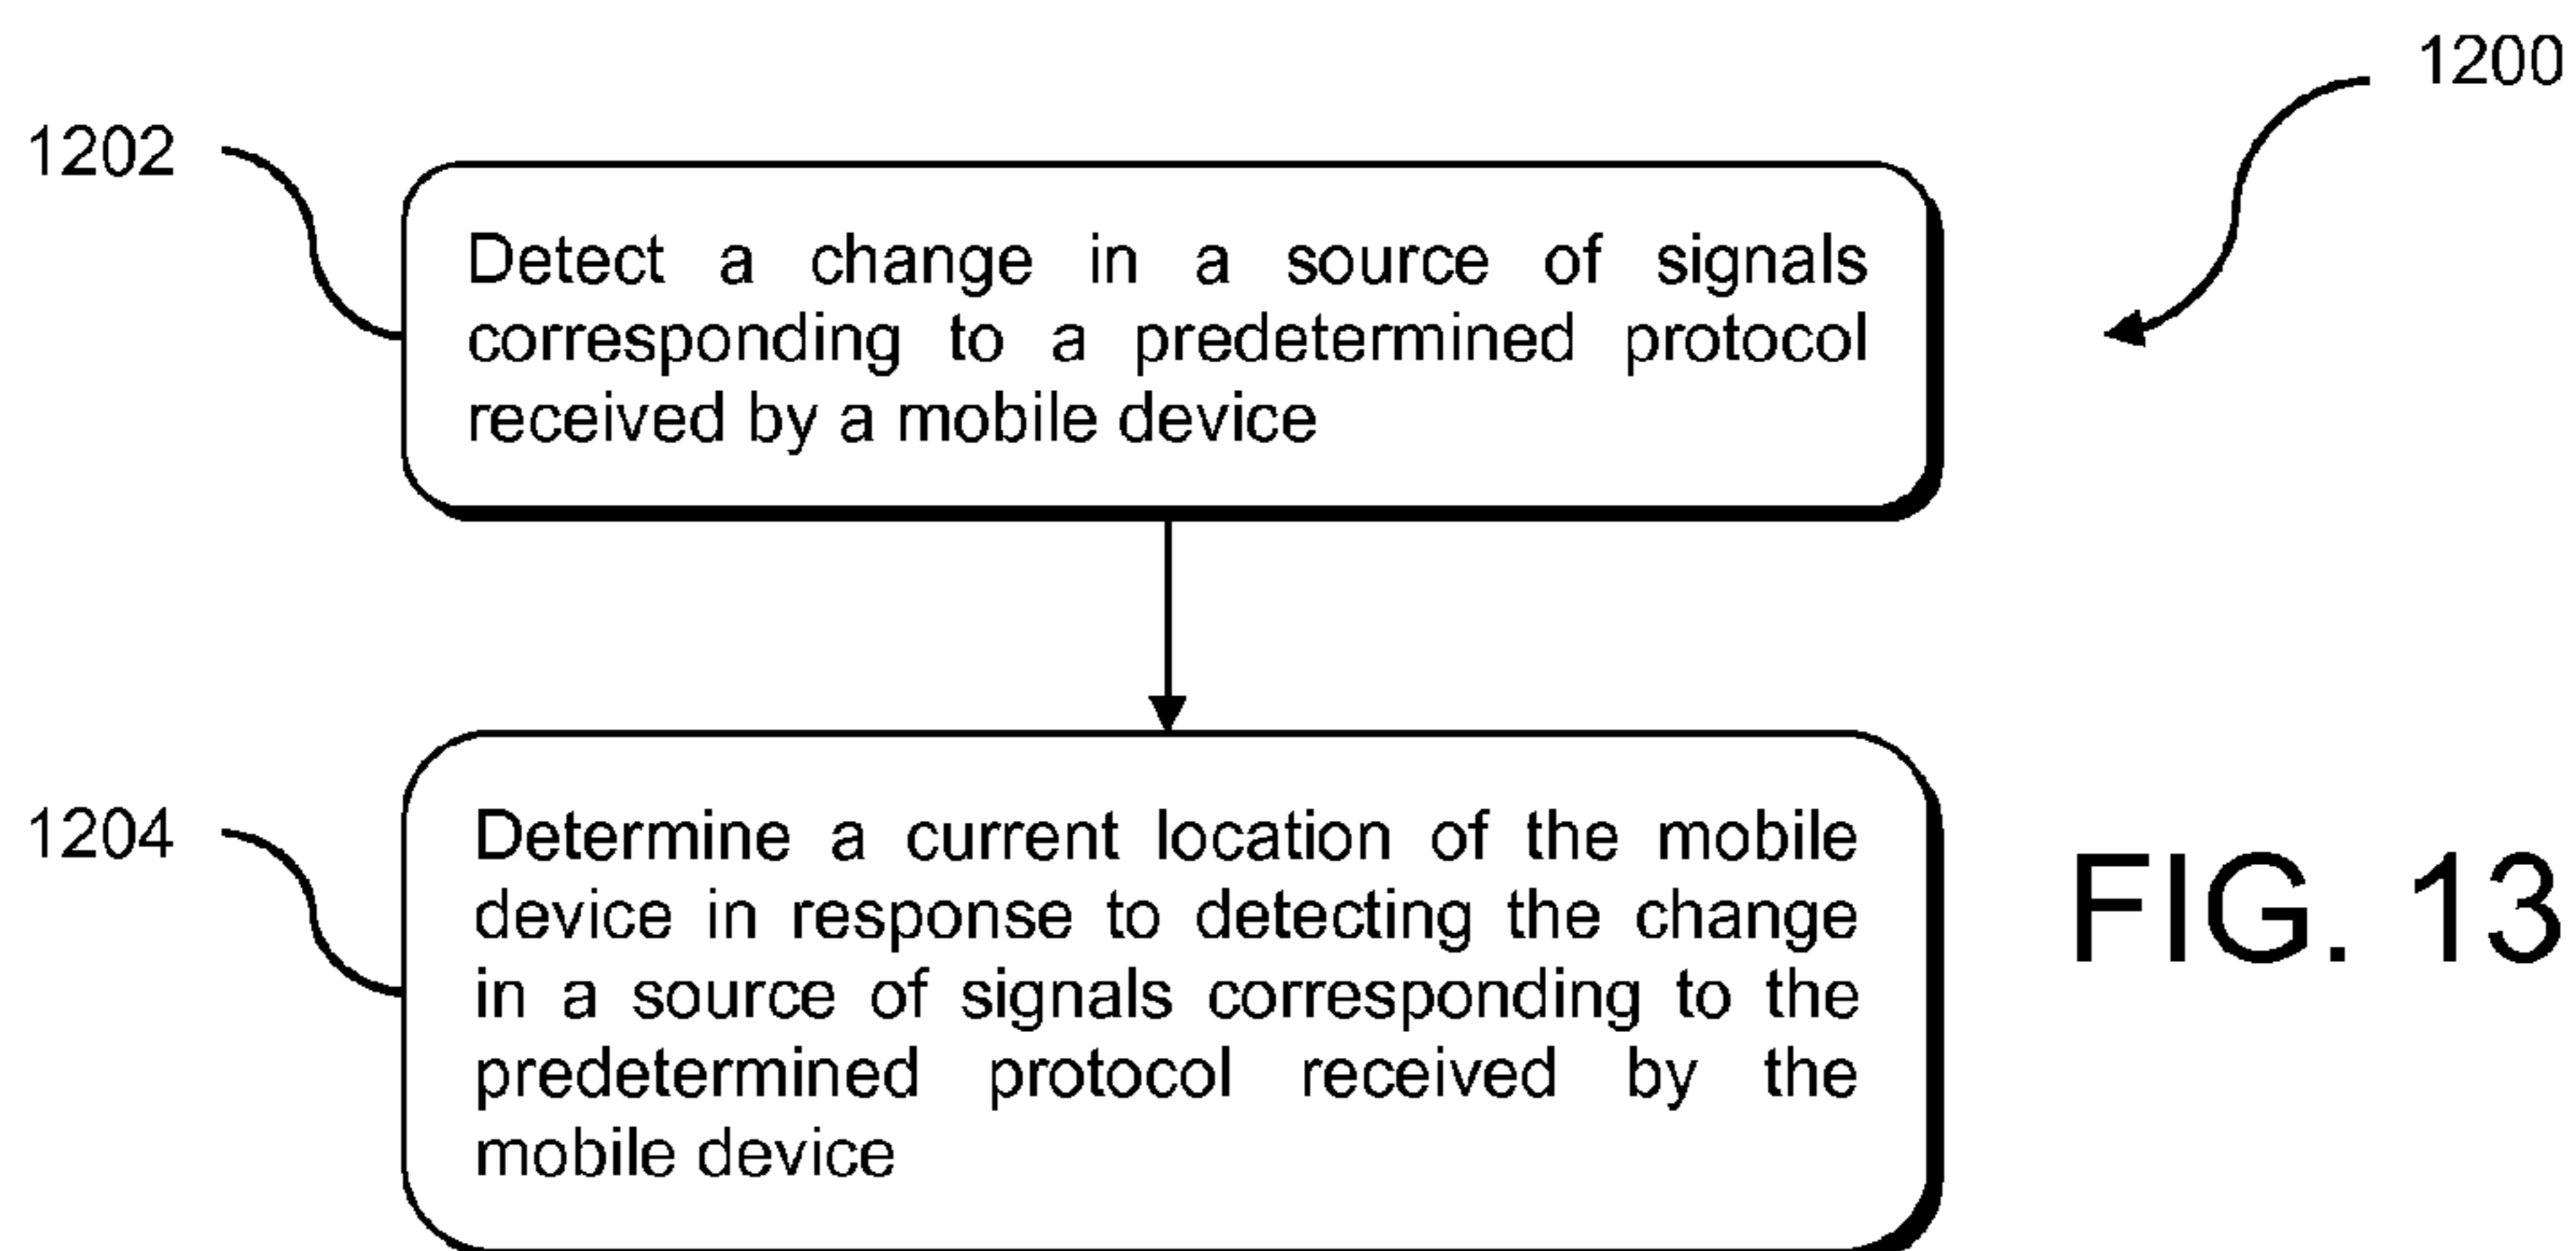 1200
1202
Detect a change in a source of signals
corresponding to a predetermined protocol
received by a mobile device
1204
Determine a current location of the mobile
device in response to detecting the change
in a source of signals corresponding to the
predetermined protocol received by the
mobile device
FIG. 13